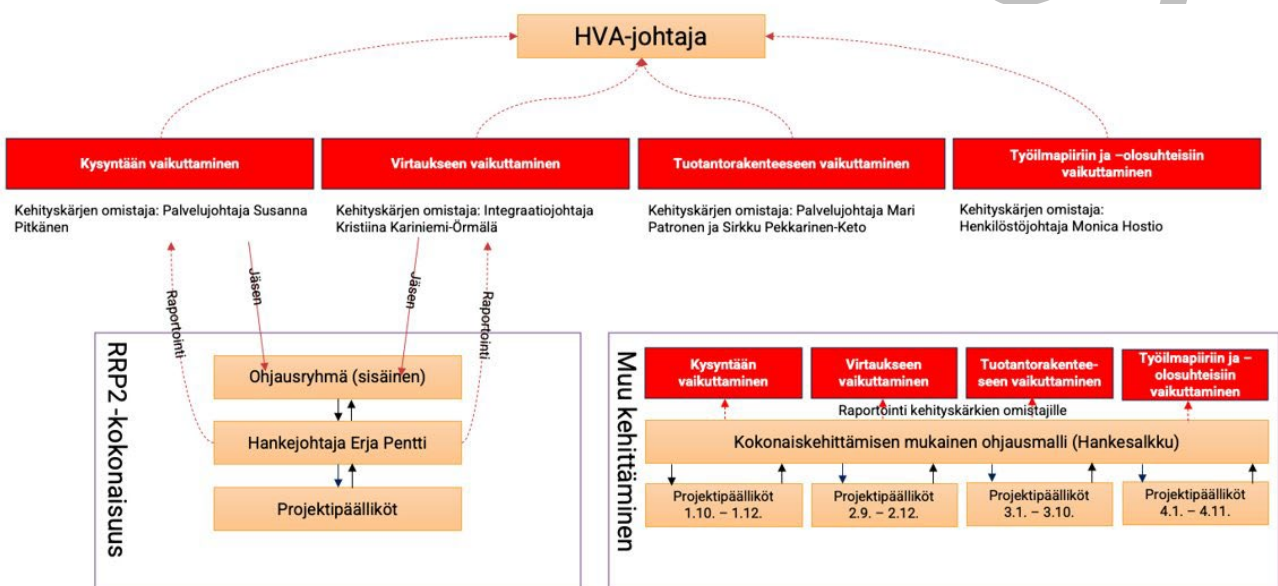 HVA-johtaja
Kysyntään vaikuttaminen
Virtaukseen vaikuttaminen
Tuotantorakenteeseen vaikuttaminen
Työilmapiiriin ja –olosuhteisiin
vaikuttaminen
Kehityskärjen omistaja: Palvelujohtaja Susanna
Pitkänen
Kehityskärjen omistaja: Integraatiojohtaja
Kristiina Kariniemi-Örmälä
Kehityskärjen omistaja: Palvelujohtaja Mari
Patronen ja Sirkku Pekkarinen-Keto
Kehityskärjen omistaja:
Henkilöstöjohtaja Monica Hostio
Raportointi
Jäsen
Jäsen
Raportointi
RRP2 -kokonaisuus
Ohjausryhmä (sisäinen)
Hankejohtaja Erja Pentti
Projektipäälliköt
Muu kehittäminen
Kysyntään
vaikuttaminen
Virtaukseen
vaikuttaminen
Tuotantorakentee-
seen vaikuttaminen
Työilmapiiriin ja –
olosuhteisiin
vaikuttaminen
Raportointi kehityskärkien omistajille
Kokonaiskehittämisen mukainen ohjausmalli (Hankesalkku)
Projektipäälliköt
1.10. – 1.12.
Projektipäälliköt
2.9. – 2.12.
Projektipäälliköt
3.1. – 3.10.
Projektipäälliköt
4.1. – 4.11.